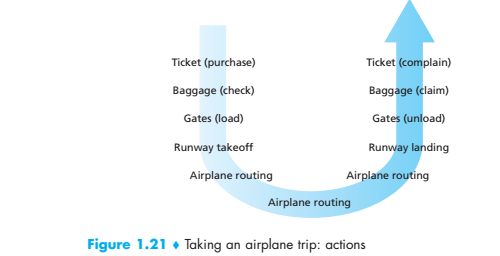 Ticket (purchase) Ticket (complain)
Baggage (check) Baggage (claim)
Gates (load) Gates (unload)
Runway takeoff Runway landing
Airplane routing Airplane routing
Airplane routing
Figure 1.21 ♦ Taking an airplane trip: actions